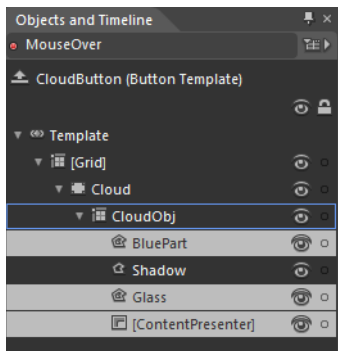 Objects and Timeline
MouseOver
CloudButton (Button Template)
Template
[Grid]
Cloud
CloudObj
BluePart
Shadow
Glass
[ContentPresenter]